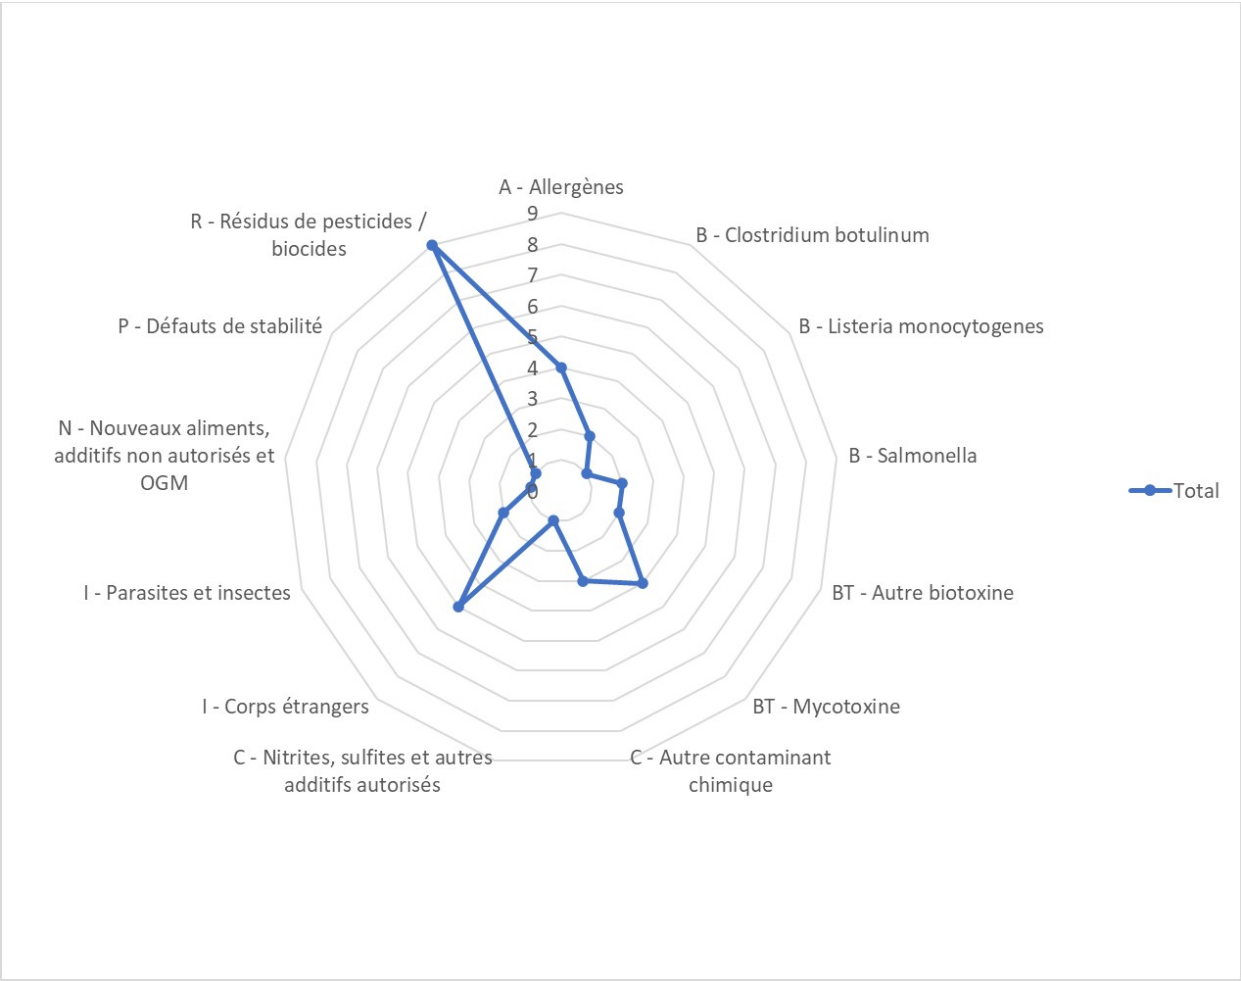 A - Allergènes
R - Résidus de pesticides /
biocides
B - Clostridium botulinum
P - Défauts de stabilité
B - Listeria monocytogenes
N - Nouveaux aliments,
additifs non autorisés et
OGM
B - Salmonella
I - Parasites et insectes
BT - Autre biotoxine
I - Corps étrangers
BT - Mycotoxine
C - Nitrites, sulfites et autres
additifs autorisés
C - Autre contaminant
chimique
9
8
7
6
5
4
3
2
1
0
Total